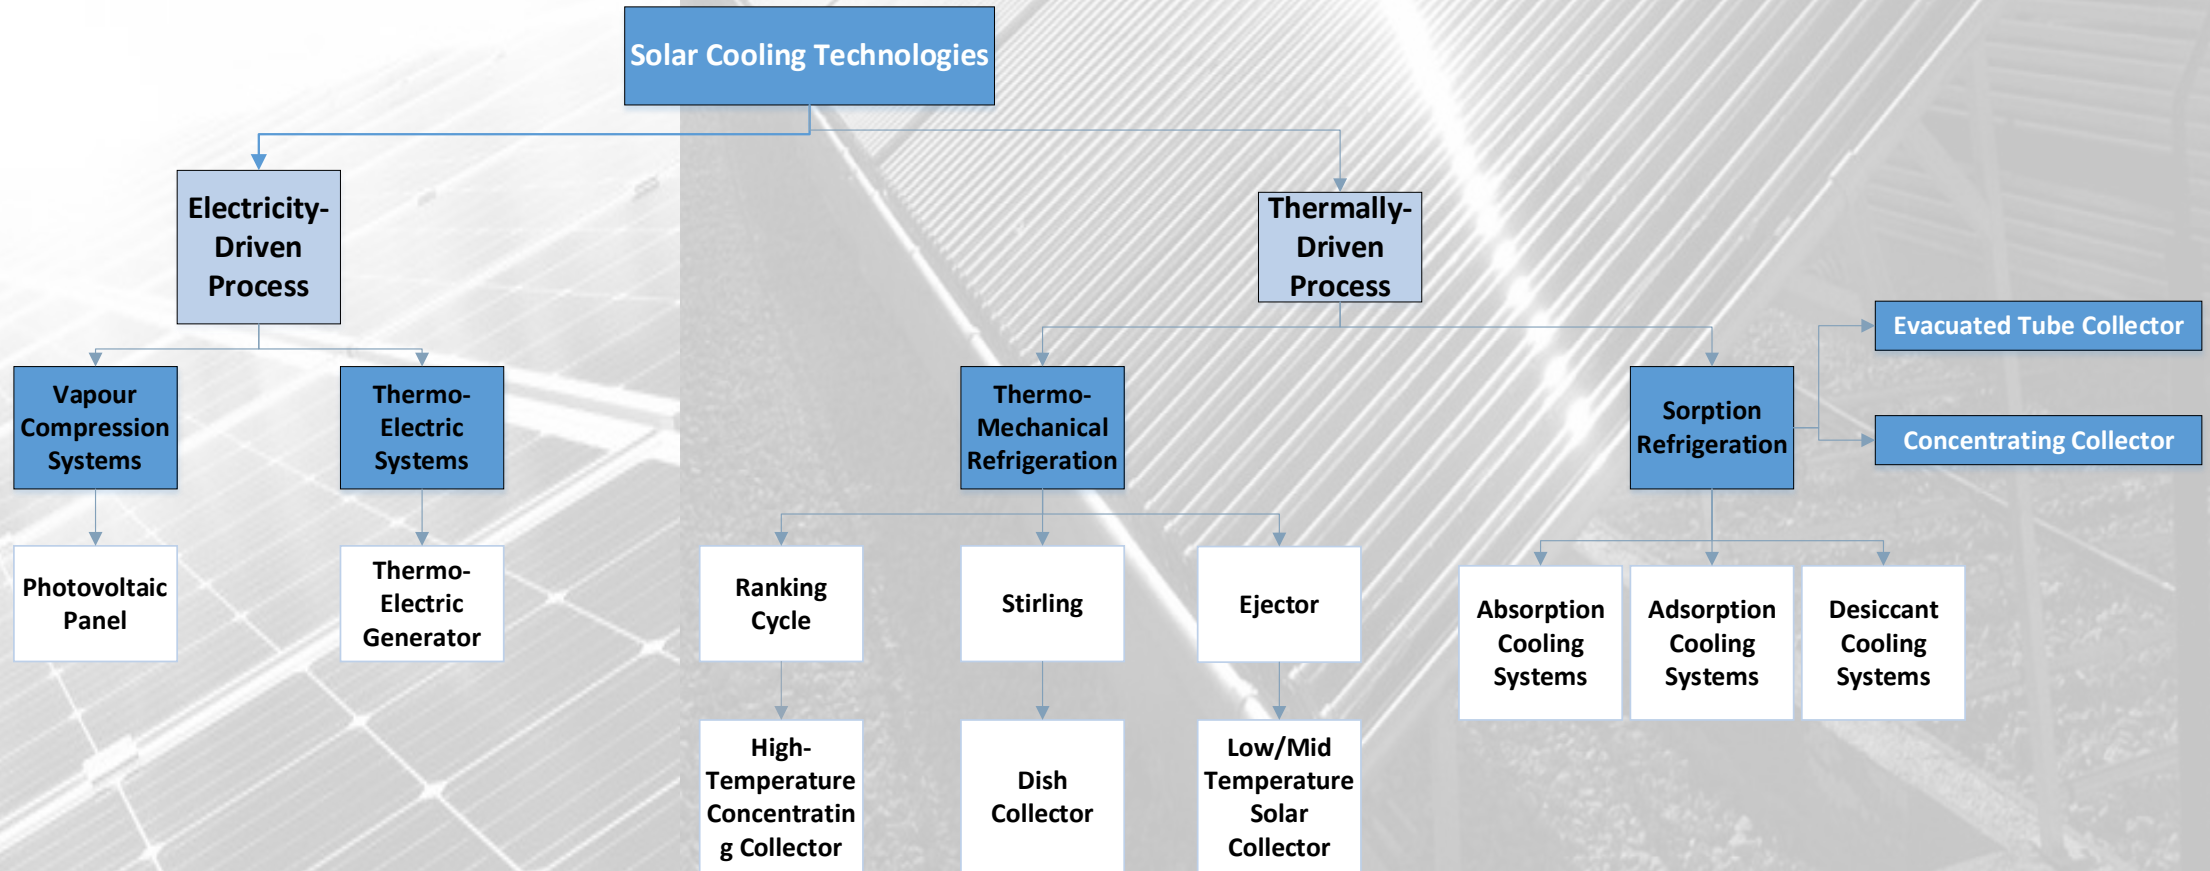 Solar Cooling Technologies
Electricity-
Driven
Process
Thermally-
Driven
Process
Evacuated Tube Collector
Concentrating Collector
Vapour
Compression
Systems
Thermo-
Electric
Systems
Thermo-
Mechanical
Refrigeration
Sorption
Refrigeration
Photovoltaic
Panel
Thermo-
Electric
Generator
Ranking
Cycle
Stirling
Ejector
Absorption
Cooling
Systems
Adsorption
Cooling
Systems
Desiccant
Cooling
Systems
High-
Temperature
Concentratin
g Collector
Dish
Collector
Low/Mid
Temperature
Solar
Collector